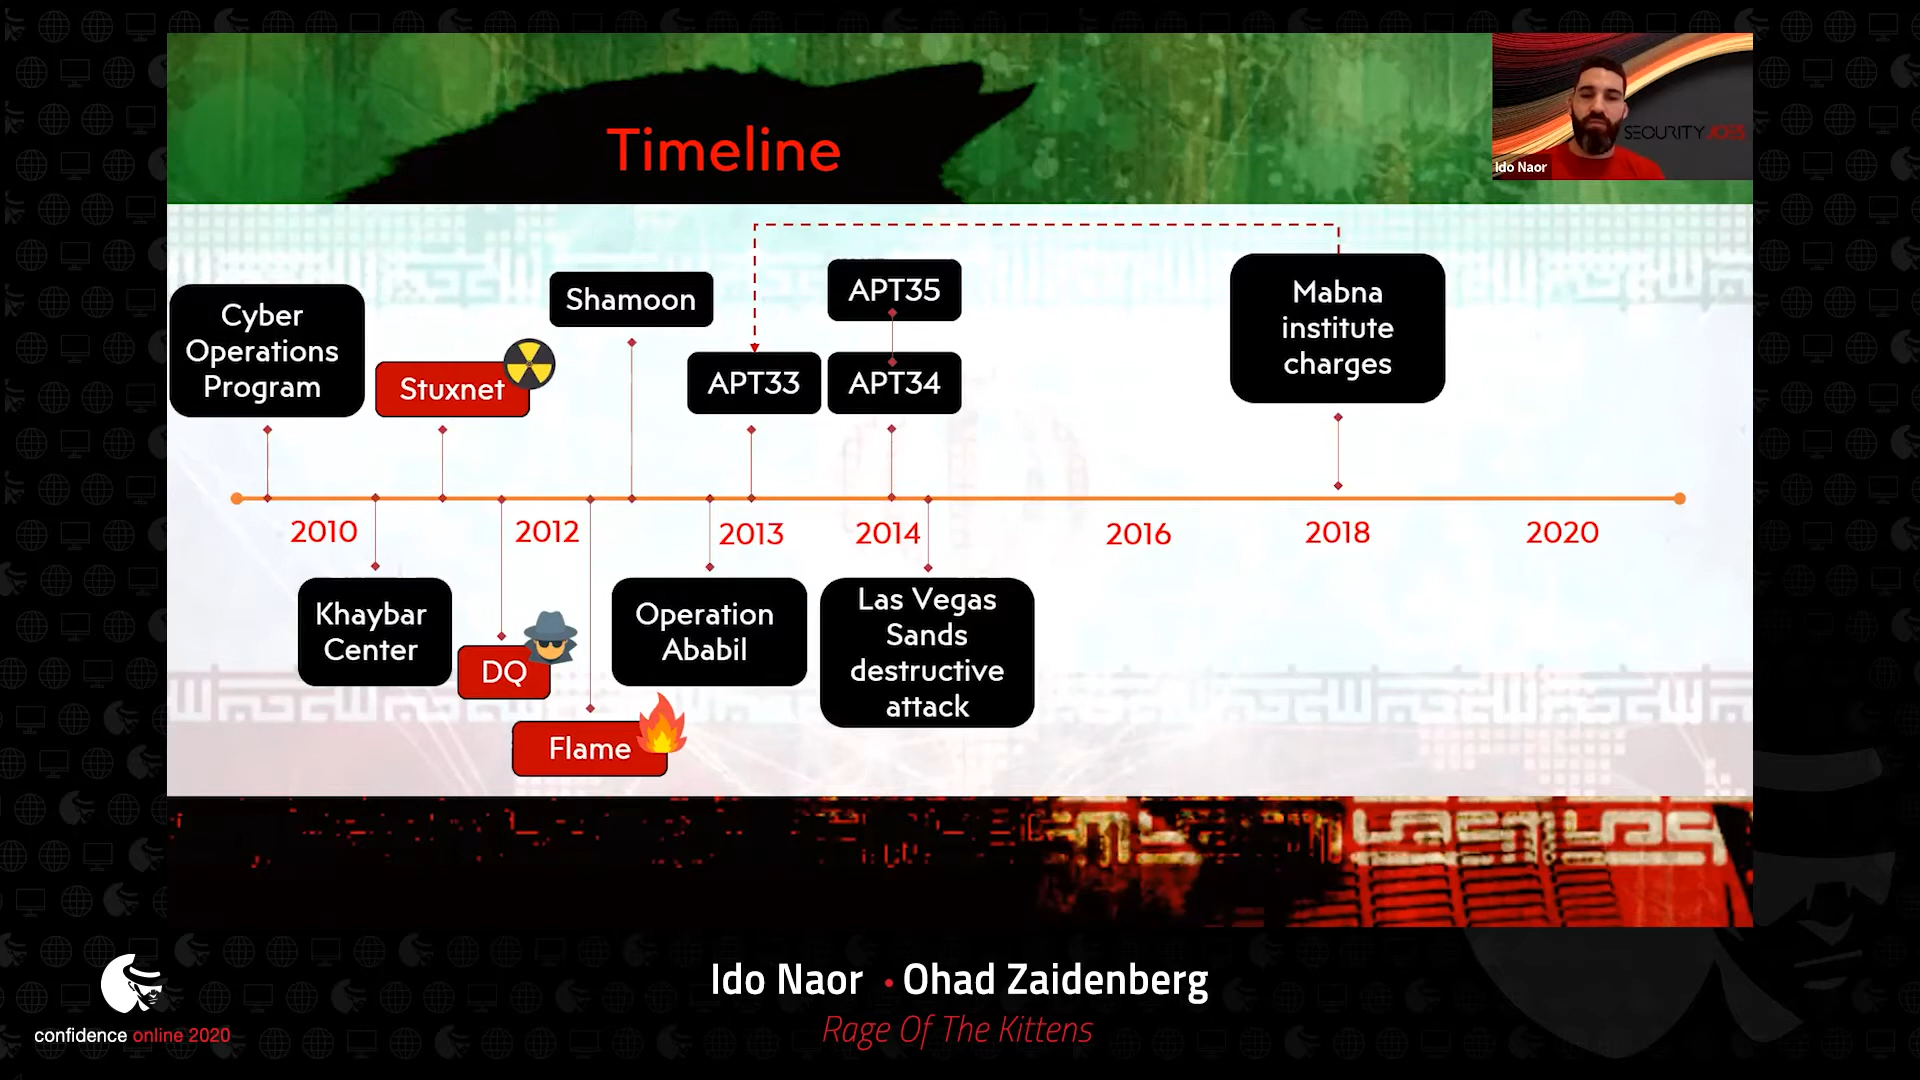 Timeline
SEQURITY JOES
Ido Naor
Cyber
Operations
Program
Stuxnet
Shamoon
APT33
APT35
APT34
Mabna
institute
charges
2010
2012
2013
2014
2016
2018
2020
Khaybar
Center
DQ
Flame
Operation
Ababil
Las Vegas
Sands
destructive
attack
Ido Naor • Ohad Zaidenberg
Rage Of The Kittens
confidence online 2020